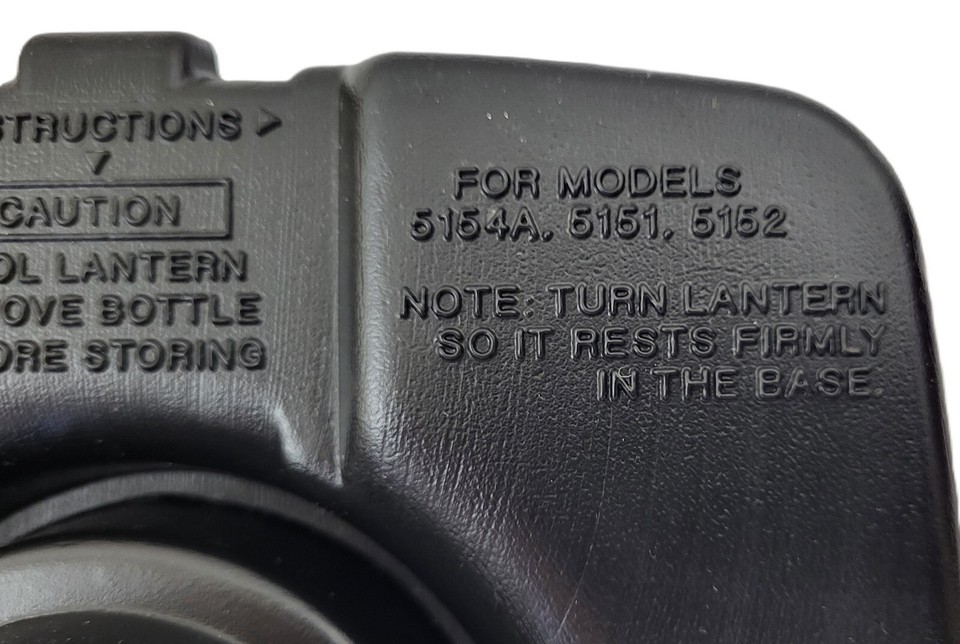 STRUCTIONS >
CAUTION
OL LANTERN
OVE BOTTLE
ORE STORING
FOR MODELS
5154A, 5151, 5152
NOTE: TURN LANTERN
SO IT RESTS FIRMLY
IN THE BASE.